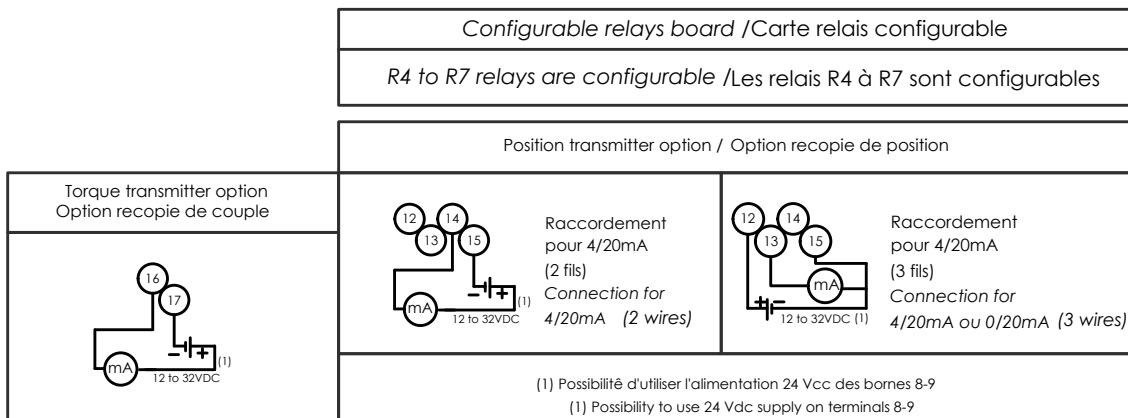 Configurable relays board /Carte relais configurable
R4 to R7 relays are configurable /Les relais R4 à R7 sont configurables
Position transmitter option / Option recopie de position
Torque transmitter option
Option recopie de couple
16
17
mA
(1)
12 to 32VDC
12
14
13
15
mA
(1)
12 to 32VDC
Raccordement
pour 4/20mA
(2 fils)
Connection for
4/20mA (2 wires)
12
14
13
15
mA
12 to 32VDC (1)
Raccordement
pour 4/20mA
(3 fils)
Connection for
4/20mA ou 0/20mA (3 wires)
(1) Possibilitê d'utiliser l'alimentation 24 Vcc des bornes 8-9
(1) Possibility to use 24 Vdc supply on terminals 8-9